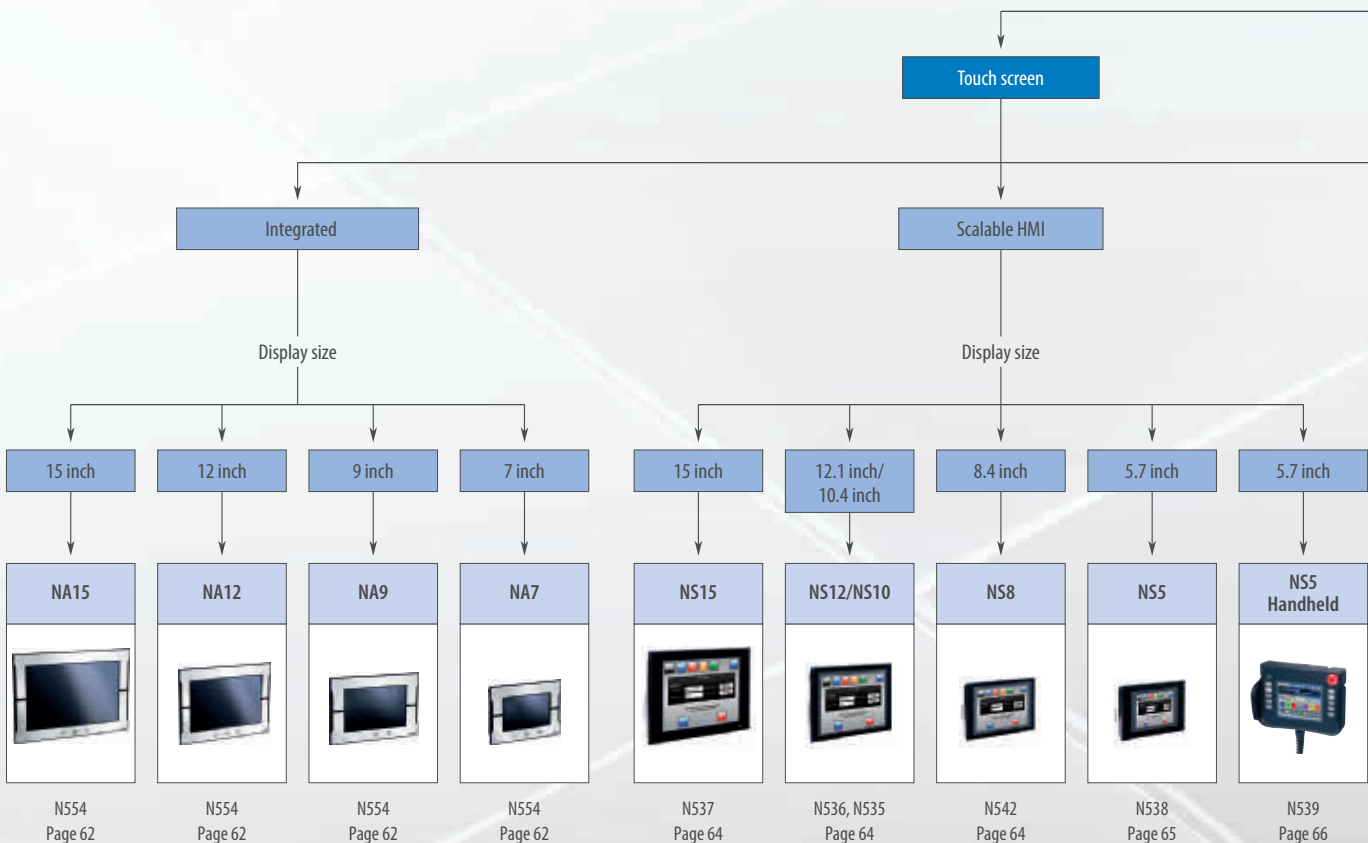 Touch screen
Integrated
Scalable HMI
Display size
Display size
15 inch
12 inch
9 inch
7 inch
15 inch
12.1 inch/
10.4 inch
8.4 inch
5.7 inch
5.7 inch
NA15
NA12
NA9
NA7
NS15
NS12/NS10
NS8
NS5
NS5
Handheld
N554
Page 62
N554
Page 62
N554
Page 62
N554
Page 62
N537
Page 64
N536, N535
Page 64
N542
Page 64
N538
Page 65
N539
Page 66